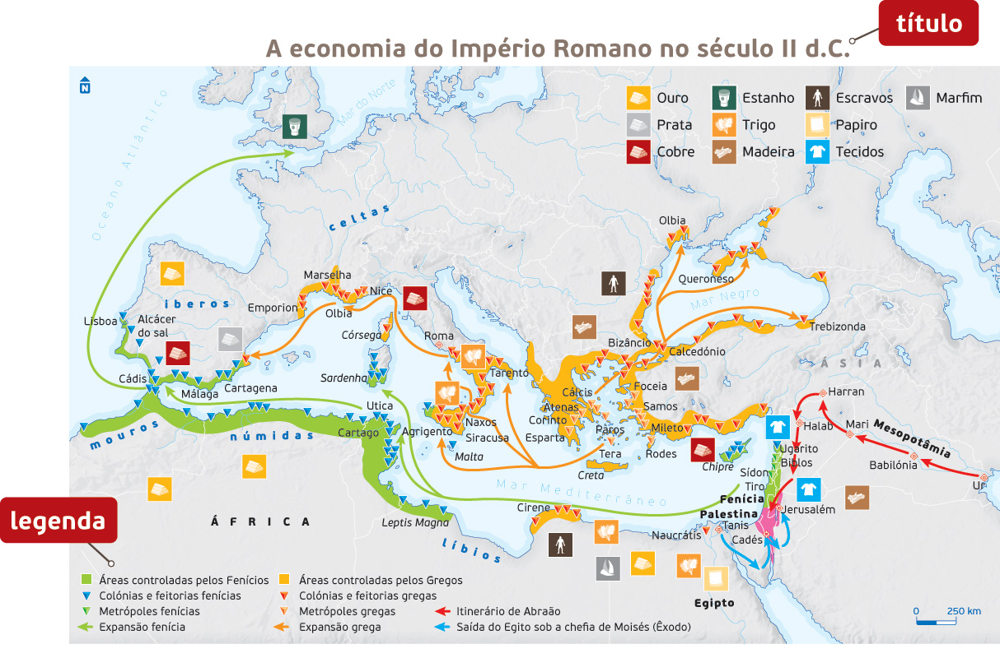 título
A economia do Império Romano no século II d.C.
N
Oceano Atlântico
Mar do Norte
Ouro
Estanho
Escravos
Marfim
Prata
Trigo
Papiro
Cobre
Madeira
Tecidos
celtas
Olbia
Marselha
Nice
Queroneso
Mar Negro
iberos
Emporion
Olbia
Lisboa
Alcácer
do sal
Córsega
Roma
Trebizonda
Bizâncio
Calcedónio
ÁSIA
Cádis
Málaga
Cartagena
Sardenha
Tarento
Foceia
Cálcis
Harran
Utica
Atenas
Samos
Corinto
Halab
Mari
Mesopotâmia
mouros
númidas
Cartago
Agrigento
Naxos
Siracusa
Esparta
Páros
Mileto
Malta
Tera
Rodes
Ugarito
Biblos
Babilónia
Chipre
Creta
Sídon
Tiro
Ur
Mar Mediterrâneo
Fenícia
Palestina
Jerusalém
legenda
ÁFRICA
Leptis Magna
Cirene
Tanis
Naucrátis
Cadés
líbios
Egipto
Áreas controladas pelos Fenícios
Áreas controladas pelos Gregos
Colónias e feitorias fenícias
Colónias e feitorias gregas
Metrópoles fenícias
Metrópoles gregas
Itinerário de Abraão
Expansão fenícia
Expansão grega
Saída do Egito sob a chefia de Moisés (Êxodo)
0 250 km